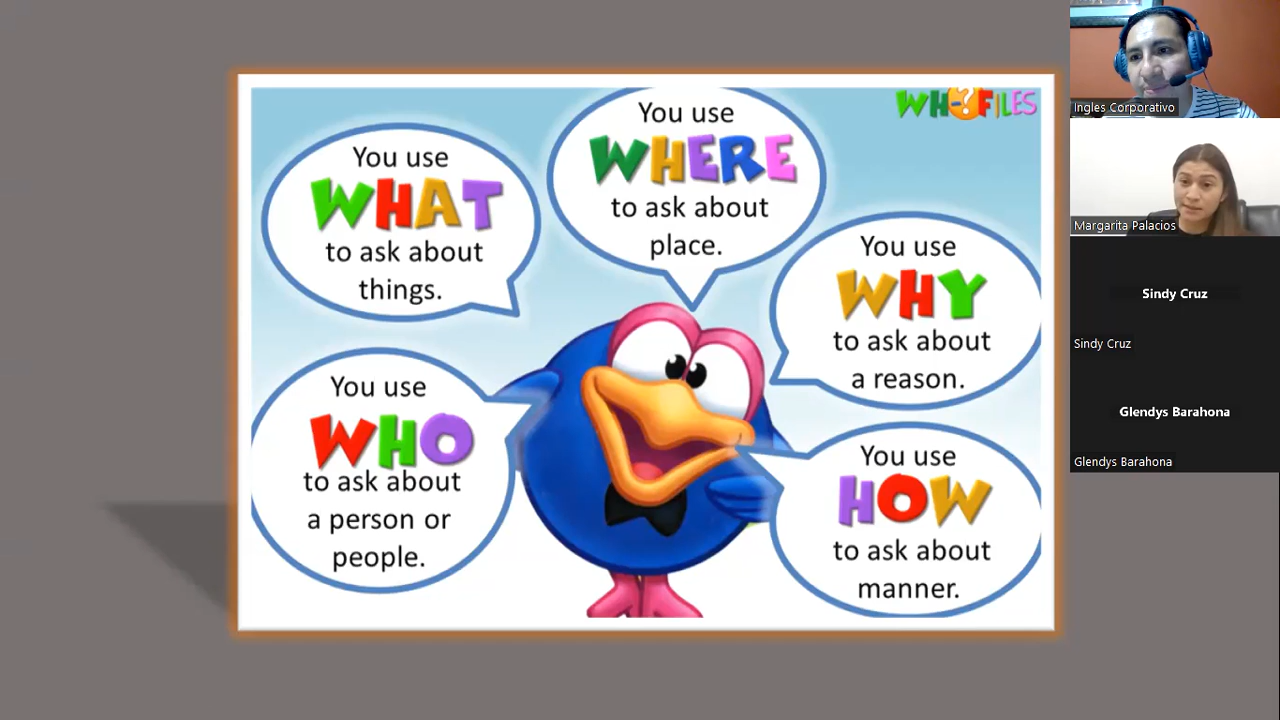 WH-?FILES
You use
WHAT
to ask about
things.
You use
WHERE
to ask about
place.
You use
WHY
to ask about
a reason.
You use
WHO
to ask about
a person or
people.
You use
HOW
to ask about
manner.
Ingles Corporativo
Margarita Palacios
Sindy Cruz
Sindy Cruz
Glendys Barahona
Glendys Barahona